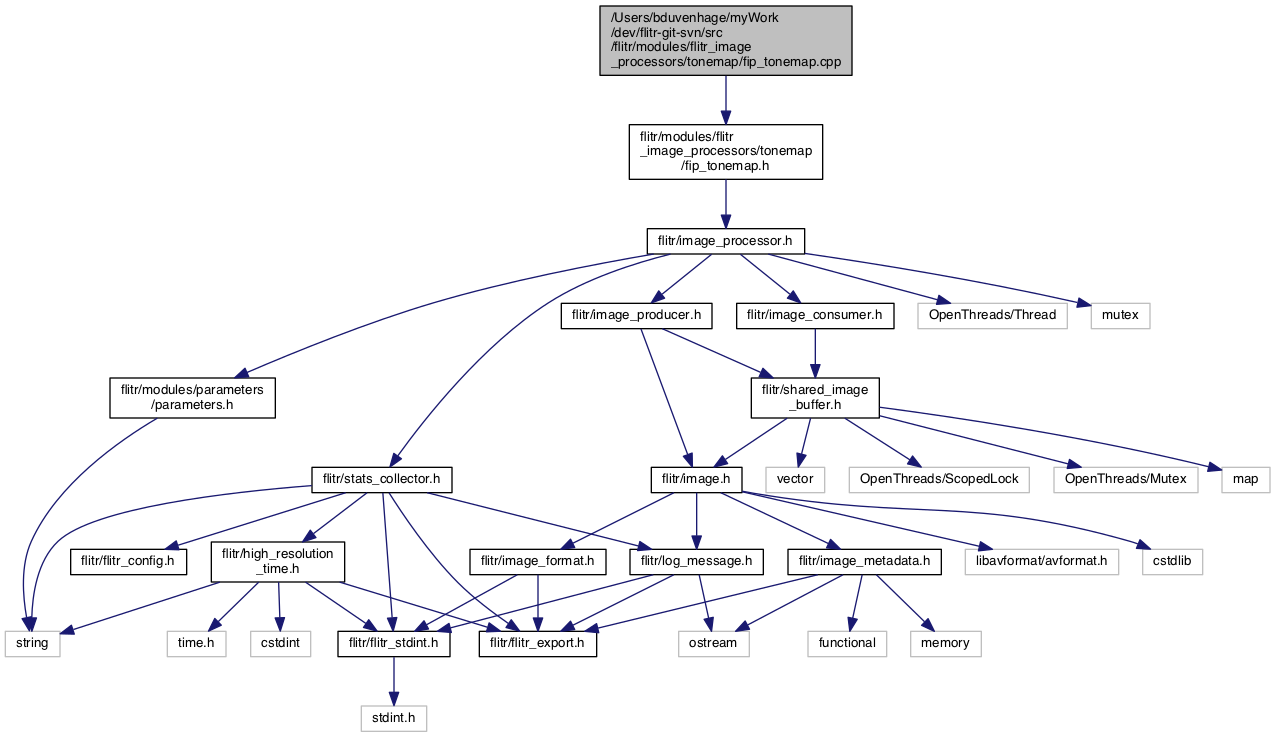 /Users/bduvenhage/myWork
/dev/flitr-git-svn/src
/flitr/modules/flitr_image
_processors/tonemap/fip_tonemap.cpp
flitr/modules/flitr
_image_processors/tonemap
/fip_tonemap.h
flitr/image_processor.h
flitr/image_producer.h
flitr/image_consumer.h
OpenThreads/Thread
mutex
flitr/modules/parameters
/parameters.h
flitr/shared_image
_buffer.h
flitr/stats_collector.h
flitr/image.h
vector
OpenThreads/ScopedLock
OpenThreads/Mutex
map
flitr/flitr_config.h
flitr/high_resolution
_time.h
flitr/image_format.h
flitr/log_message.h
flitr/image_metadata.h
libavformat/avformat.h
cstdlib
string
time.h
cstdint
flitr/flitr_stdint.h
flitr/flitr_export.h
ostream
functional
memory
stdint.h